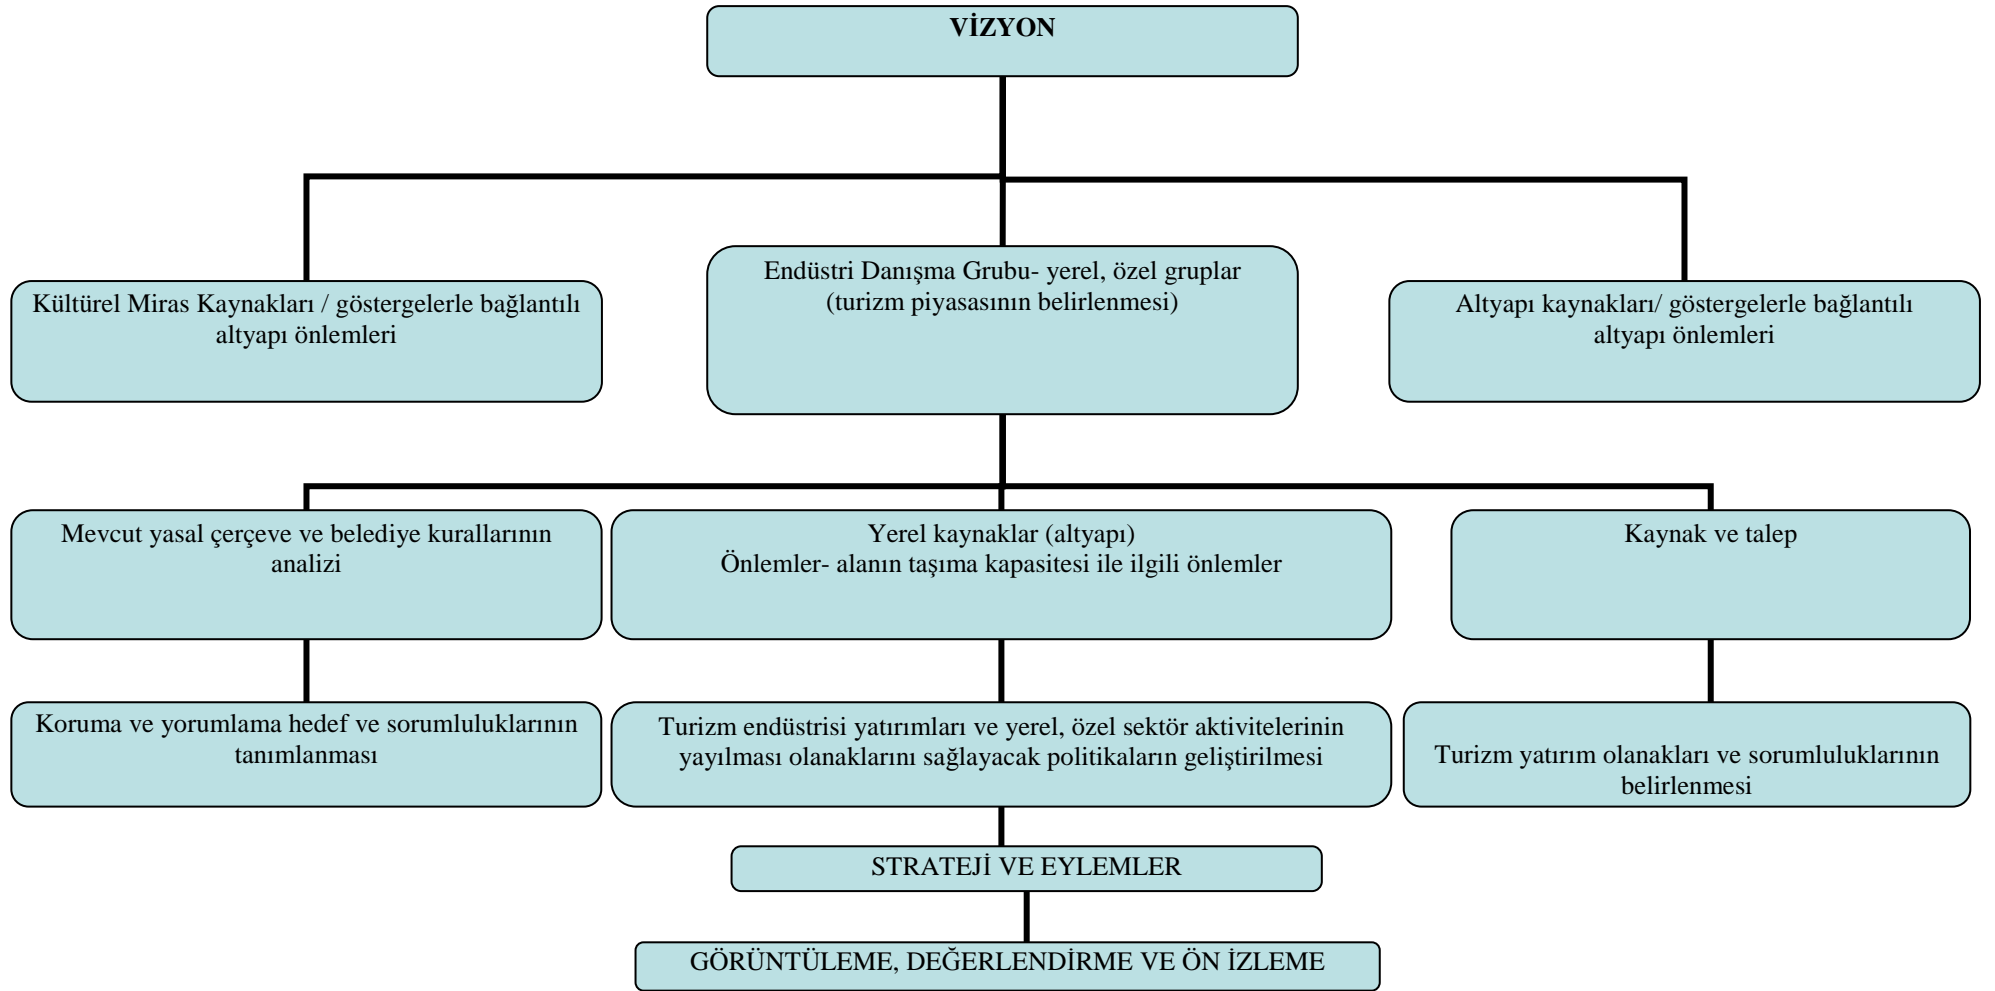 VİZYON
Kültürel Miras Kaynakları / göstergelerle bağlantılı
altyapı önlemleri
Endüstri Danışma Grubu- yerel, özel gruplar
(turizm piyasasının belirlenmesi)
Altyapı kaynakları/ göstergelerle bağlantılı
altyapı önlemleri
Mevcut yasal çerçeve ve belediye kurallarının
analizi
Yerel kaynaklar (altyapı)
Önlemler- alanın taşıma kapasitesi ile ilgili önlemler
Kaynak ve talep
Koruma ve yorumlama hedef ve sorumluluklarının
tanımlanması
Turizm endüstrisi yatırımları ve yerel, özel sektör aktivitelerinin
yayılması olanaklarını sağlayacak politikaların geliştirilmesi
Turizm yatırım olanakları ve sorumluluklarının
belirlenmesi
STRATEJİ VE EYLEMLER
GÖRÜNTÜLEME, DEĞERLENDİRME VE ÖN İZLEME